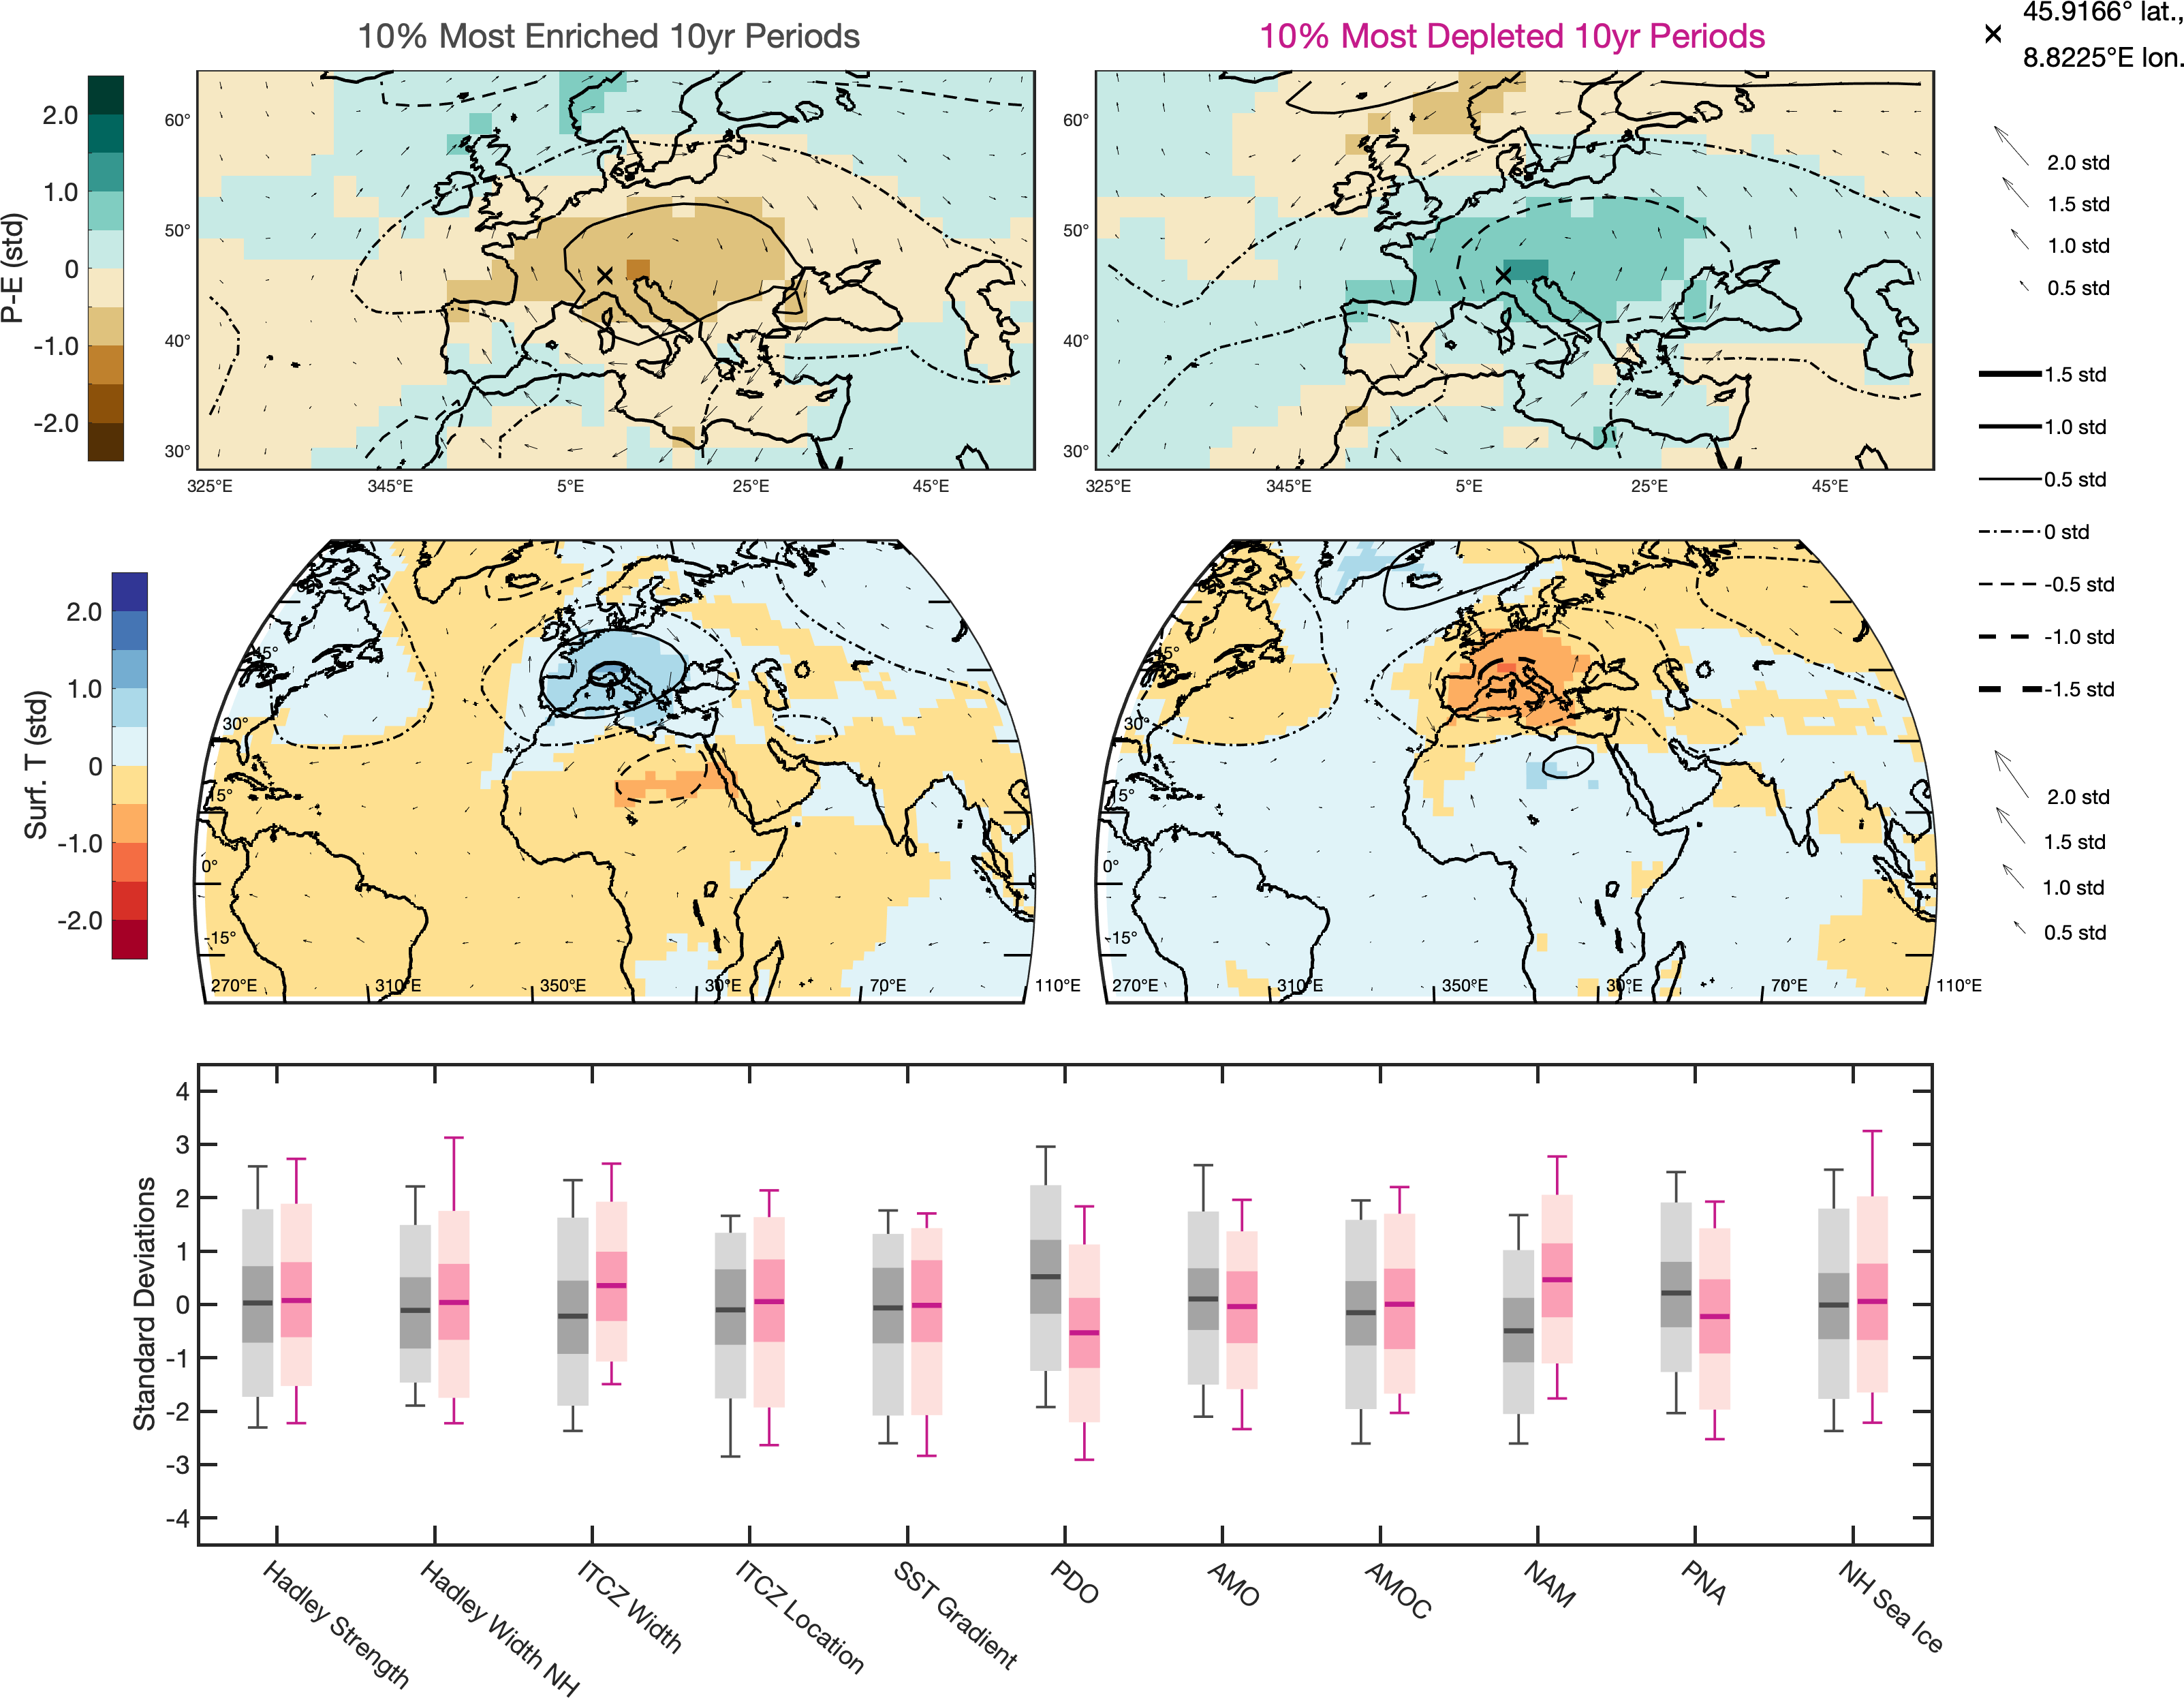 10% Most Enriched 10yr Periods
10% Most Depleted 10yr Periods
45.9166° lat.,
8.8225°E lon.
P-E (std)
2.0
1.0
0
-1.0
-2.0
60°
50°
40°
30°
325°E 345°E 5°E 25°E 45°E
60°
50°
40°
30°
325°E 345°E 5°E 25°E 45°E
2.0 std
1.5 std
1.0 std
0.5 std
1.5 std
1.0 std
0.5 std
0 std
-0.5 std
-1.0 std
-1.5 std
Surf. T (std)
2.0
1.0
0
-1.0
-2.0
30°
15°
0°
-15°
270°E 310°E 350°E 30°E 70°E 110°E
30°
15°
0°
-15°
270°E 310°E 350°E 30°E 70°E 110°E
2.0 std
1.5 std
1.0 std
0.5 std
Standard Deviations
4
3
2
1
0
-1
-2
-3
-4
Hadley Strength
Hadley Width NH
ITCZ Width
ITCZ Location
SST Gradient
PDO
AMO
AMOC
NAM
PNA
NH Sea Ice